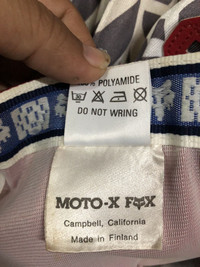 % POLYAMIDE
DO NOT WRING
MOTO-X FOX
Campbell, California
Made in Finland